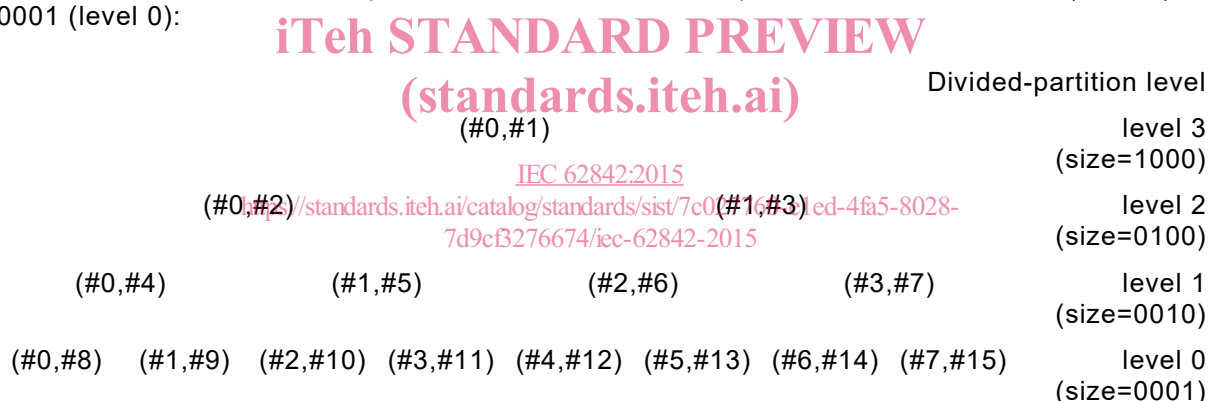 0001 (level 0):
iTeh STANDARD PREVIEW
(standards.iteh.ai)
Divided-partition level
(#0,#1) level 3
(size=1000)
IEC 62842:2015
(#0,#2) (#1,#3) level 2
//standards.iteh.ai/catalog/standards/sist/ ed-4fa5-8028-
7d9cf3276674/iec-62842-2015
(size=0100)
(#0,#4) (#1,#5) (#2,#6) (#3,#7) level 1
(size=0010)
(#0,#8) (#1,#9) (#2,#10) (#3,#11) (#4,#12) (#5,#13) (#6,#14) (#7,#15) level 0
(size=0001)